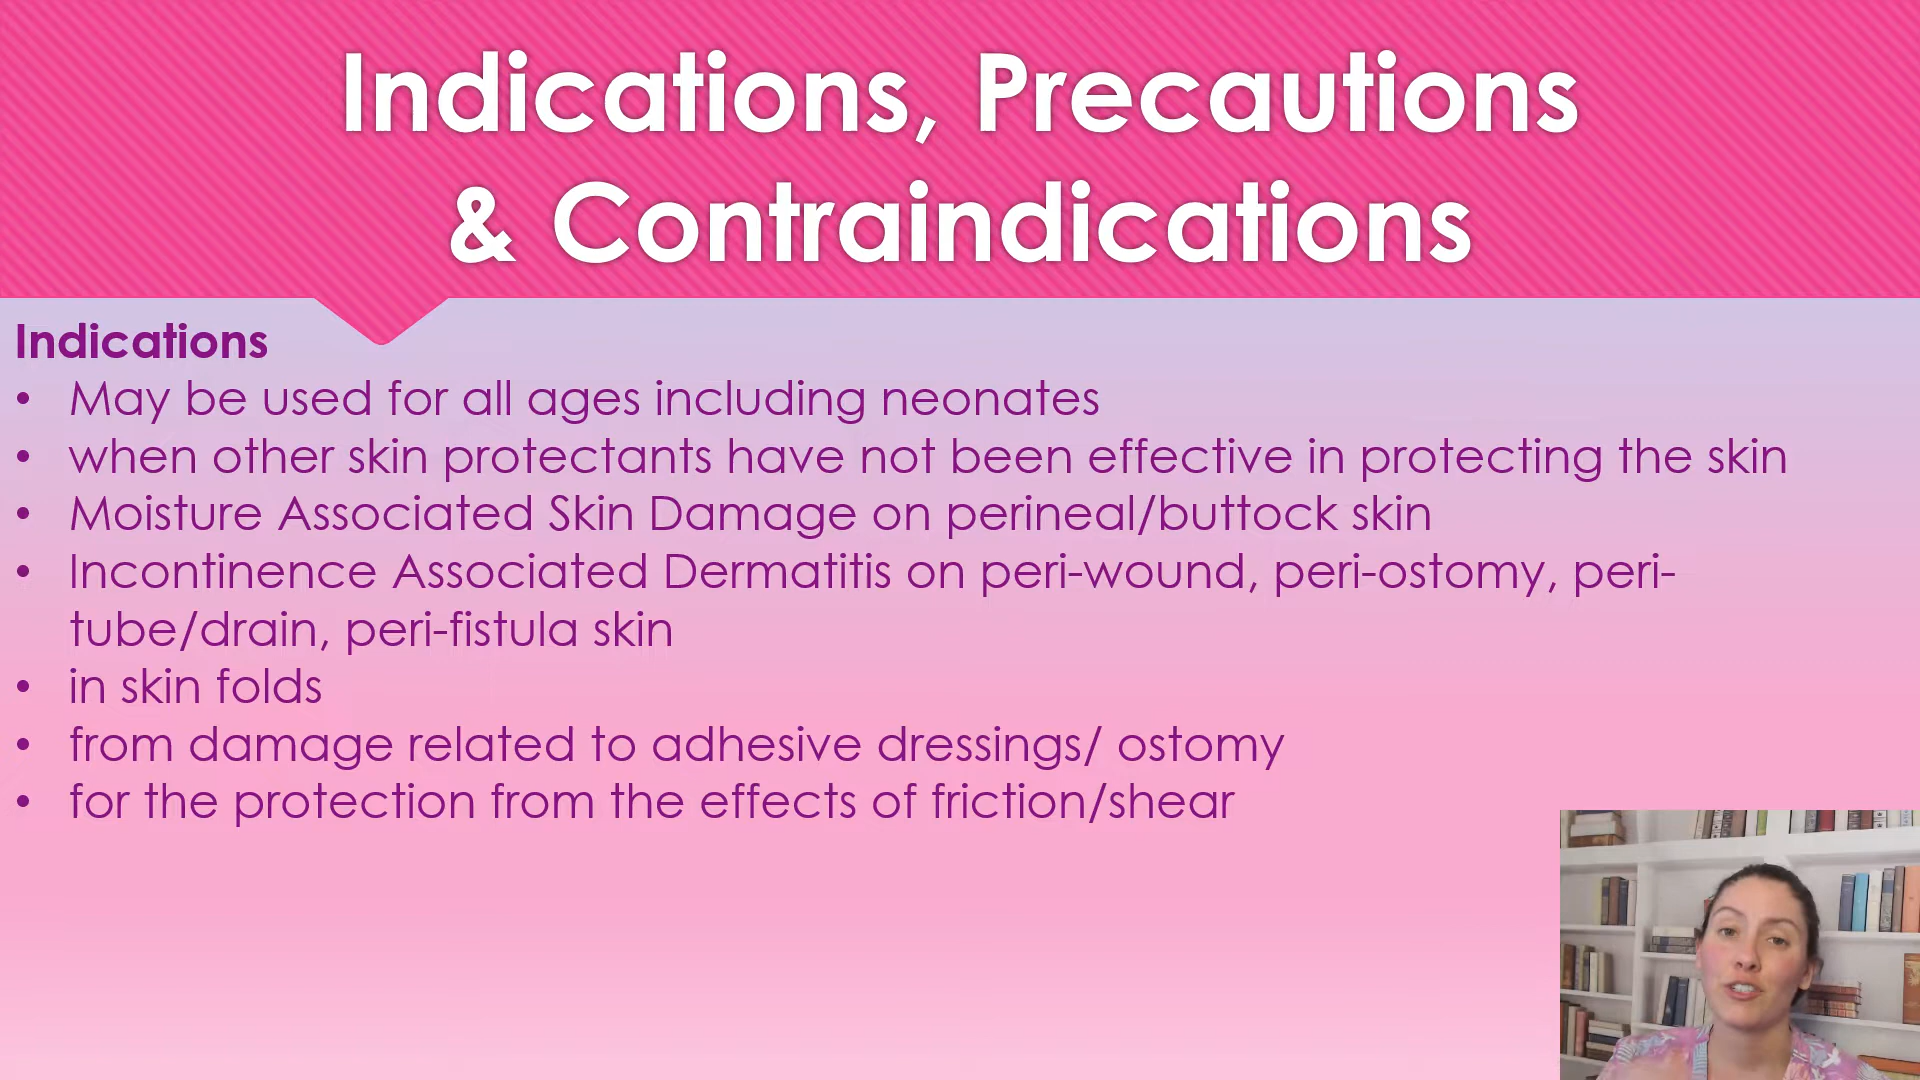 Indications, Precautions
& Contraindications
Indications
• May be used for all ages including neonates
• when other skin protectants have not been effective in protecting the skin
• Moisture Associated Skin Damage on perineal/buttock skin
• Incontinence Associated Dermatitis on peri-wound, peri-ostomy, peri-
tube/drain, peri-fistula skin
• in skin folds
• from damage related to adhesive dressings/ ostomy
• for the protection from the effects of friction/shear